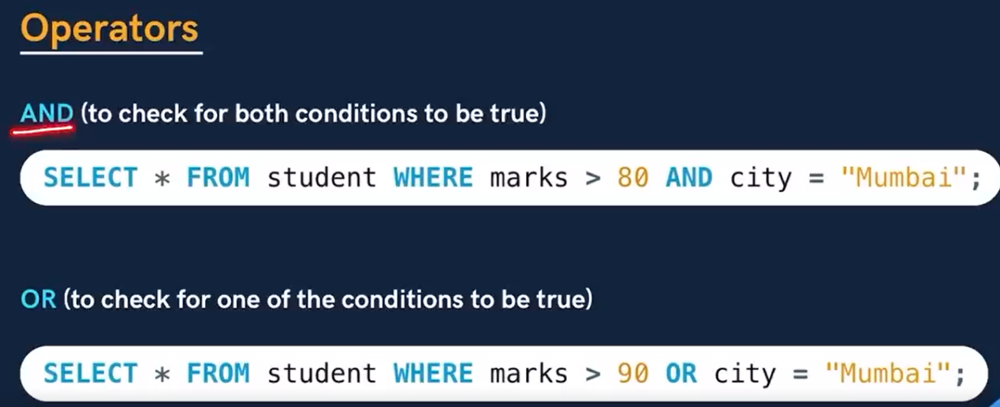 Operators
AND (to check for both conditions to be true)
SELECT * FROM student WHERE marks > 80 AND city = "Mumbai";
OR (to check for one of the conditions to be true)
SELECT * FROM student WHERE marks > 90 OR city = "Mumbai";